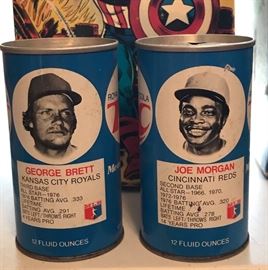 GEORGE BRETT
KANSAS CITY ROYALS
THIRD BASE
ALL STAR-1976
1976 BATTING AVG. .333
LIFETIME
BATTING AVG. .291
BATS LEFT/THROWS RIGHT
4 YEARS PRO
12 FLUID OUNCES
ROYAL
COLA
JOE MORGAN
CINCINNATI REDS
SECOND BASE
ALL STAR-1966, 1970,
1972-1976
1976 BATTING AVG. .320
LIFETIME
BATTING AVG. .278
BATS LEFT/THROWS RIGHT
14 YEARS PRO
12 FLUID OUNCES